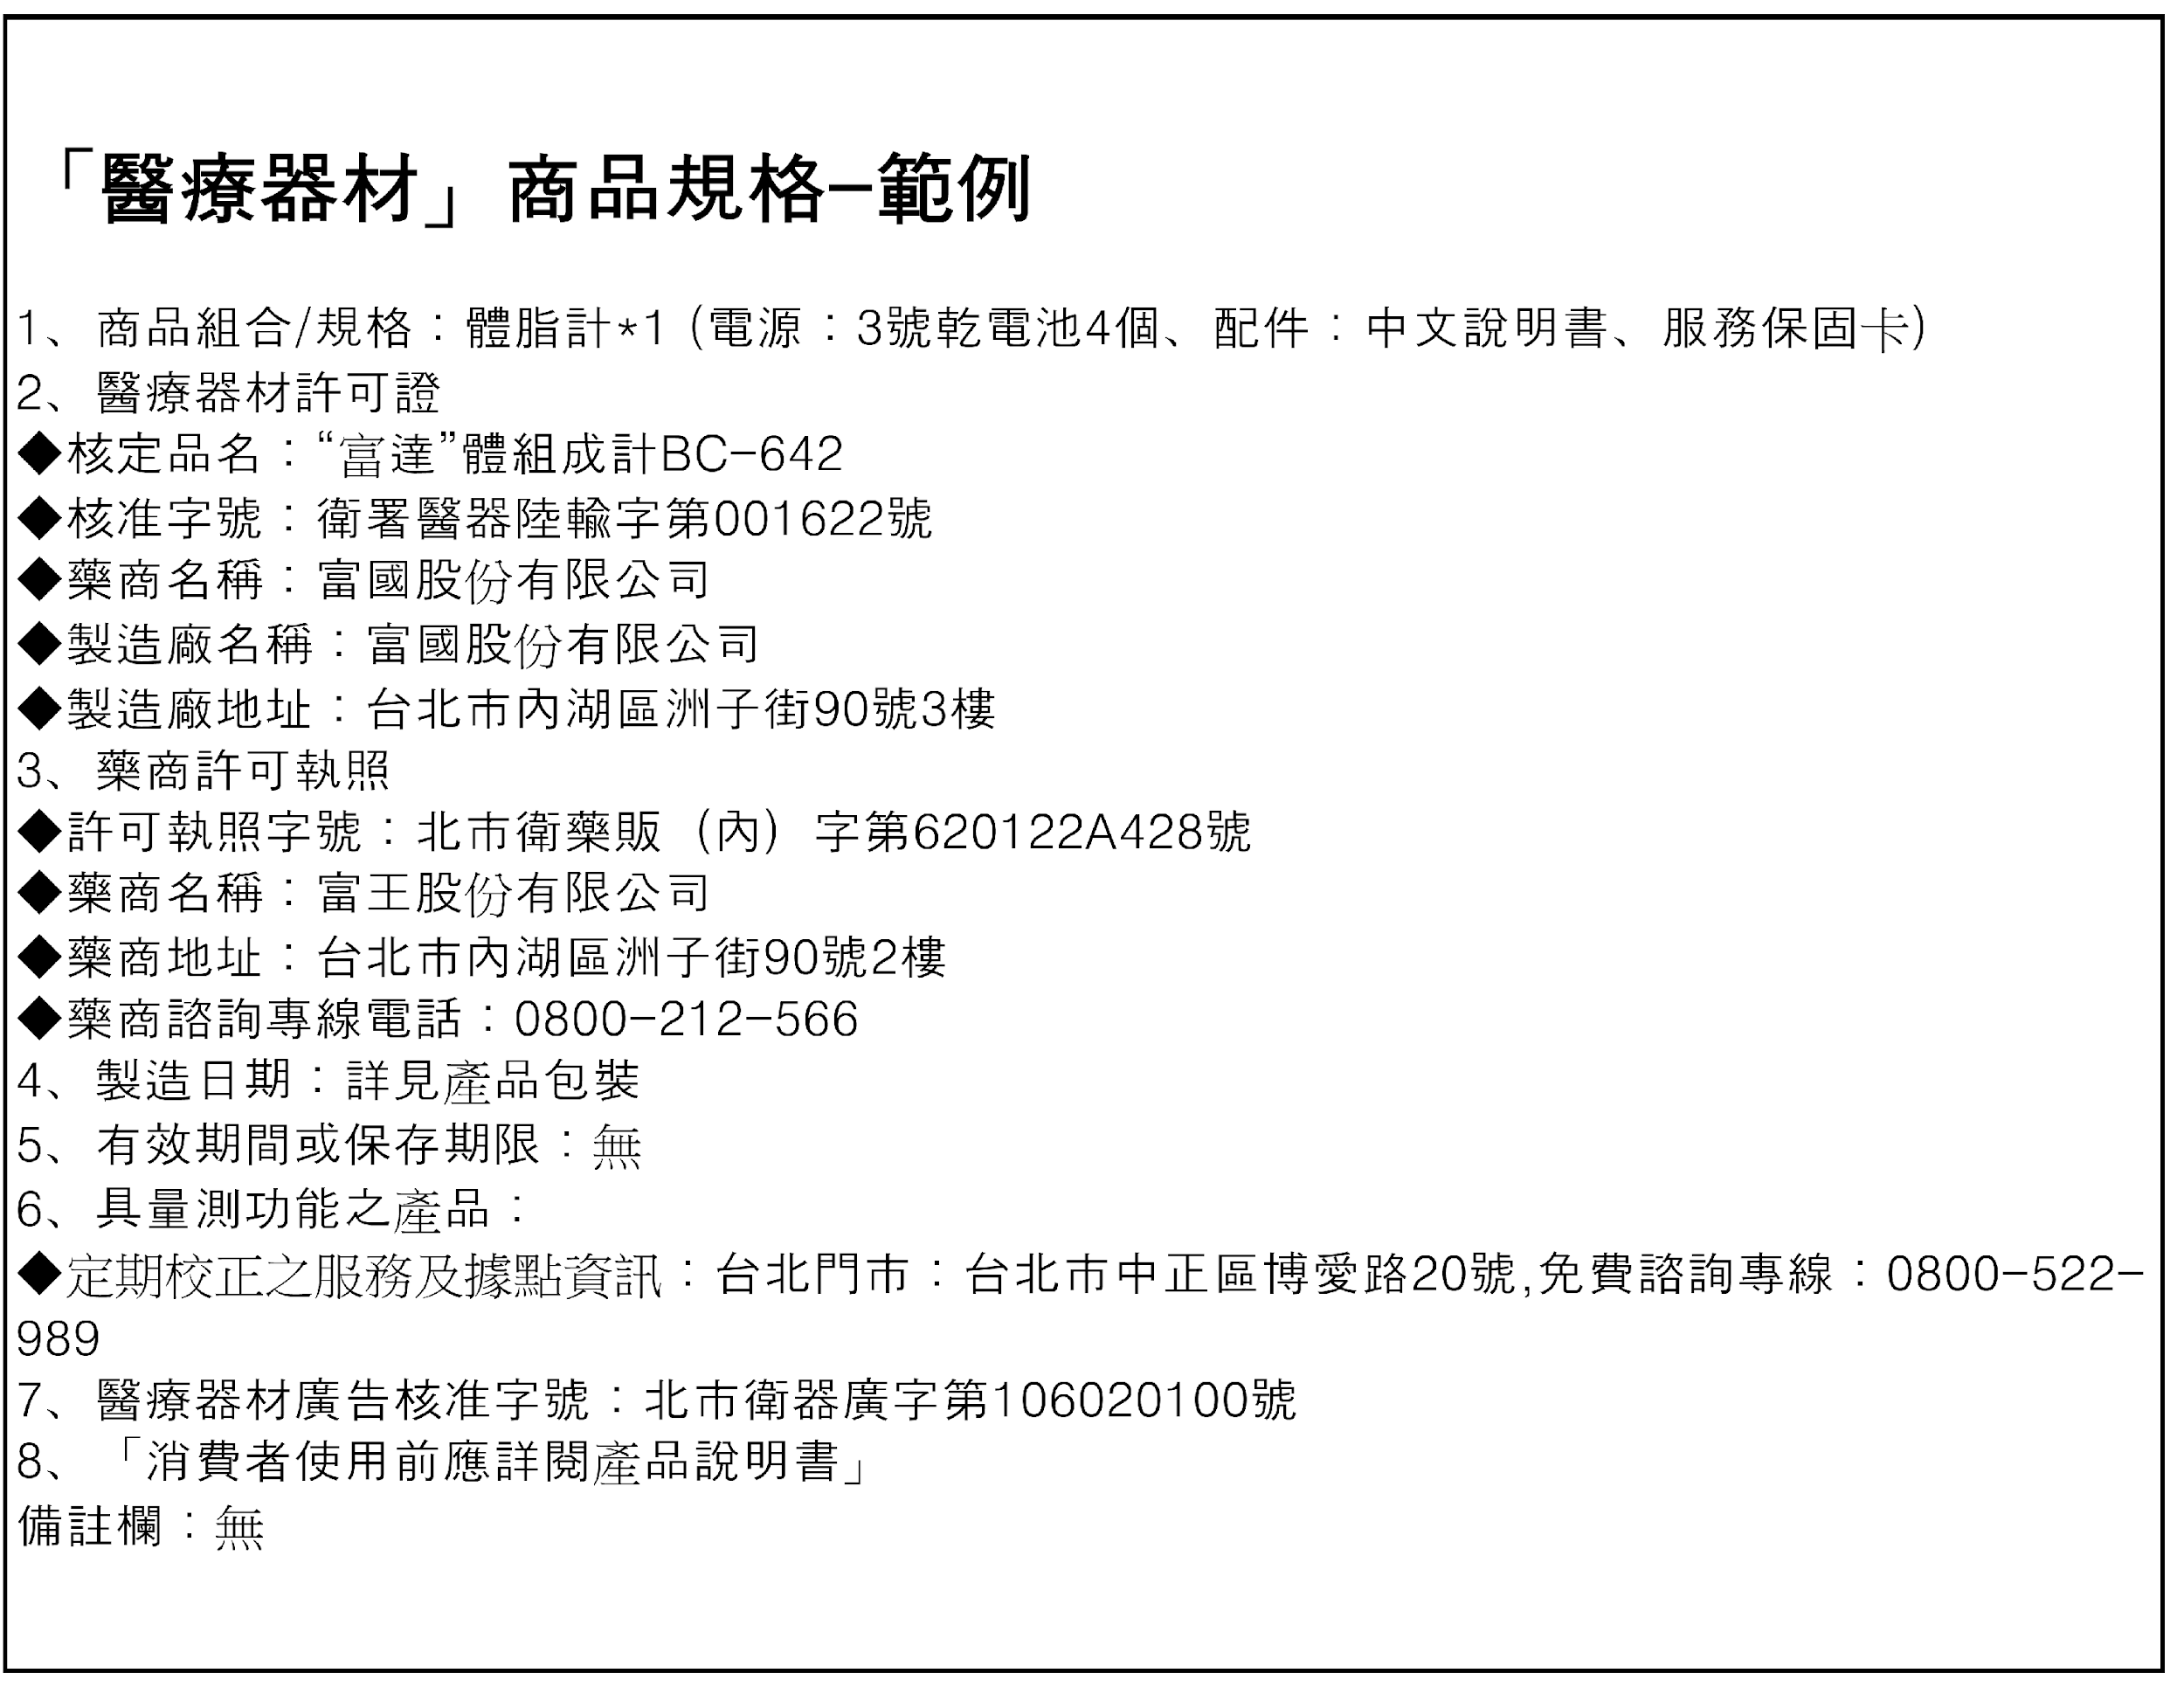 「醫療器材」商品規格–範例
1、商品組合/規格：體脂計*1 (電源：3號乾電池4個、配件：中文說明書、服務保固卡)
2、醫療器材許可證
◆核定品名：“富達”體組成計BC-642
◆核准字號：衛署醫器陸輸字第001622號
◆藥商名稱：富國股份有限公司
◆製造廠名稱：富國股份有限公司
◆製造廠地址：台北市內湖區洲子街90號3樓
3、藥商許可執照
◆許可執照字號：北市衛藥販（內）字第620122A428號
◆藥商名稱：富王股份有限公司
◆藥商地址：台北市內湖區洲子街90號2樓
◆藥商諮詢專線電話：0800-212-566
4、製造日期：詳見產品包裝
5、有效期間或保存期限：無
6、具量測功能之產品：
◆定期校正之服務及據點資訊：台北門市：台北市中正區博愛路20號,免費諮詢專線：0800-522-
989
7、醫療器材廣告核准字號：北市衛器廣字第106020100號
8、「消費者使用前應詳閱產品說明書」
備註欄：無